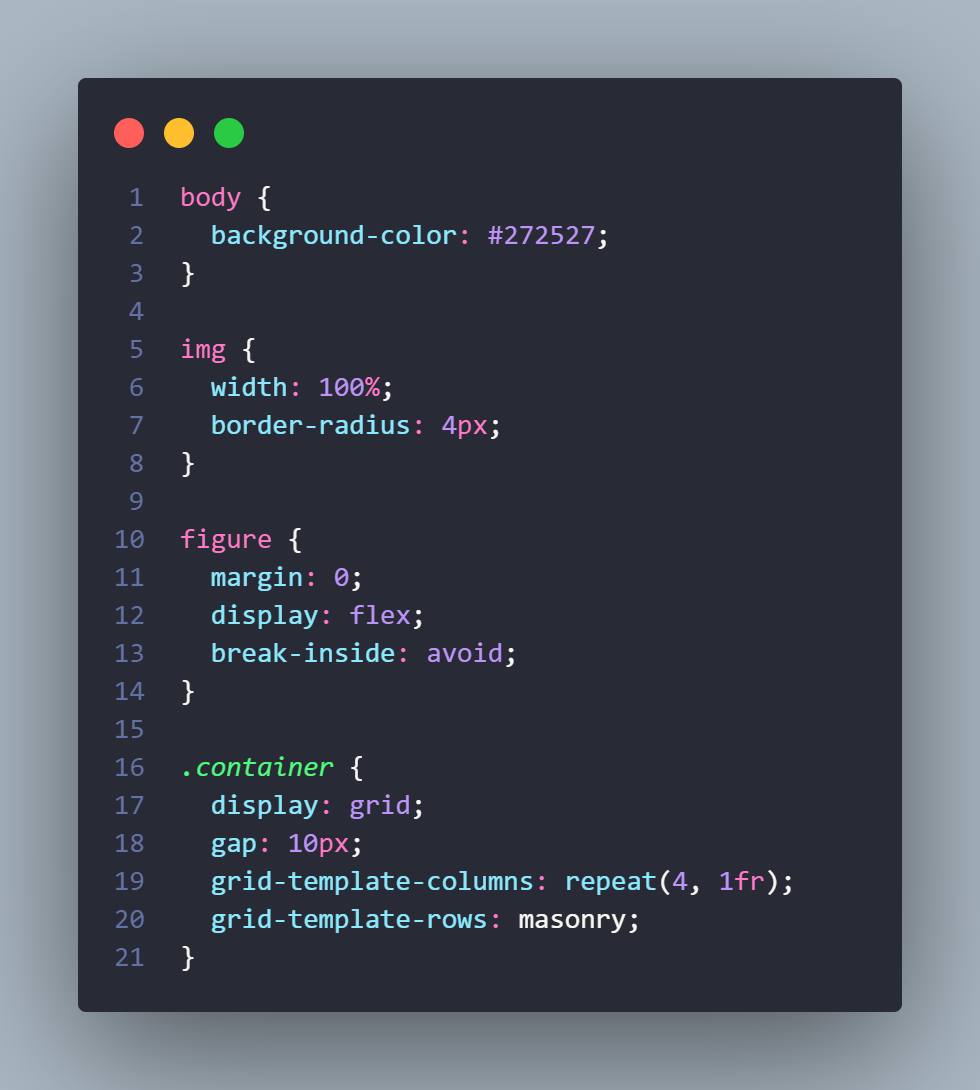 1 body {
2   background-color: #272527;
3 }
4
5 img {
6   width: 100%;
7   border-radius: 4px;
8 }
9
10 figure {
11   margin: 0;
12   display: flex;
13   break-inside: avoid;
14 }
15
16 .container {
17   display: grid;
18   gap: 10px;
19   grid-template-columns: repeat(4, 1fr);
20   grid-template-rows: masonry;
21 }